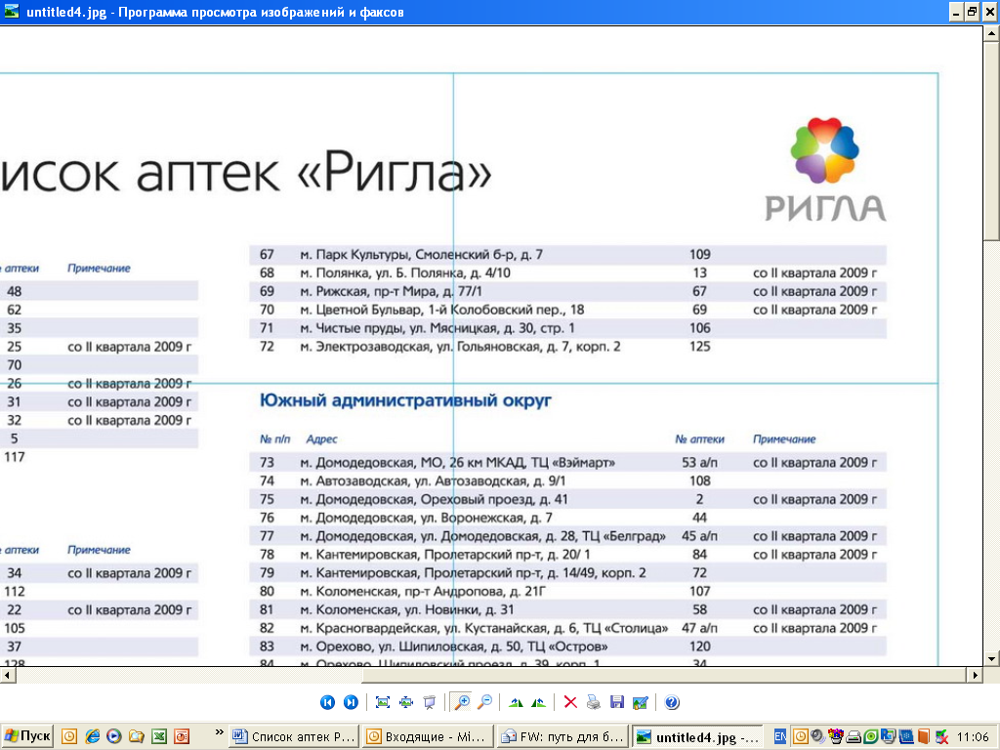 untitled4.jpg - Программа просмотра изображений и факсов
исок аптек «Ригла»
РИГЛА
аптеки Примечание
48
62
35
25 со II квартала 2009 г
70
26 со II квартала 2009 г
31 со II квартала 2009 г
32 со II квартала 2009 г
5
117
аптеки Примечание
34 со II квартала 2009 г
112
22 со II квартала 2009 г
105
37
128
67 м. Парк Культуры, Смоленский б-р, д. 7 109
68 м. Полянка, ул. Б. Полянка, д. 4/10 13 со II квартала 2009 г
69 м. Рижская, пр-т Мира, д. 77/1 67 со II квартала 2009 г
70 м. Цветной Бульвар, 1-й Колобовский пер., 18 69 со II квартала 2009 г
71 м. Чистые пруды, ул. Мясницкая, д. 30, стр. 1 106
72 м. Электрозаводская, ул. Гольяновская, д. 7, корп. 2 125
Южный административный округ
№ п/п Адрес № аптеки Примечание
73 м. Домодедовская, МО, 26 км МКАД, ТЦ «Вэймарт» 53 а/п со II квартала 2009 г
74 м. Автозаводская, ул. Автозаводская, д. 9/1 108
75 м. Домодедовская, Ореховый проезд, д. 41 2 со II квартала 2009 г
76 м. Домодедовская, ул. Воронежская, д. 7 44
77 м. Домодедовская, ул. Домодедовская, д. 28, ТЦ «Белград» 45 а/п со II квартала 2009 г
78 м. Кантемировская, Пролетарский пр-т, д. 20/ 1 84 со II квартала 2009 г
79 м. Кантемировская, Пролетарский пр-т, д. 14/49, корп. 2 72
80 м. Коломенская, пр-т Андропова, д. 21Г 107
81 м. Коломенская, ул. Новинки, д. 31 58 со II квартала 2009 г
82 м. Красногвардейская, ул. Кустанайская, д. 6, ТЦ «Столица» 47 а/п со II квартала 2009 г
83 м. Орехово, ул. Шипиловская, д. 50, ТЦ «Остров» 120
84 м. Орехово, Шипиловский проезд, д. 39, корп. 1 34
Пуск » Список аптек Р... Входящие - Mi... FW: путь для б... untitled4.jpg -... EN 11:06